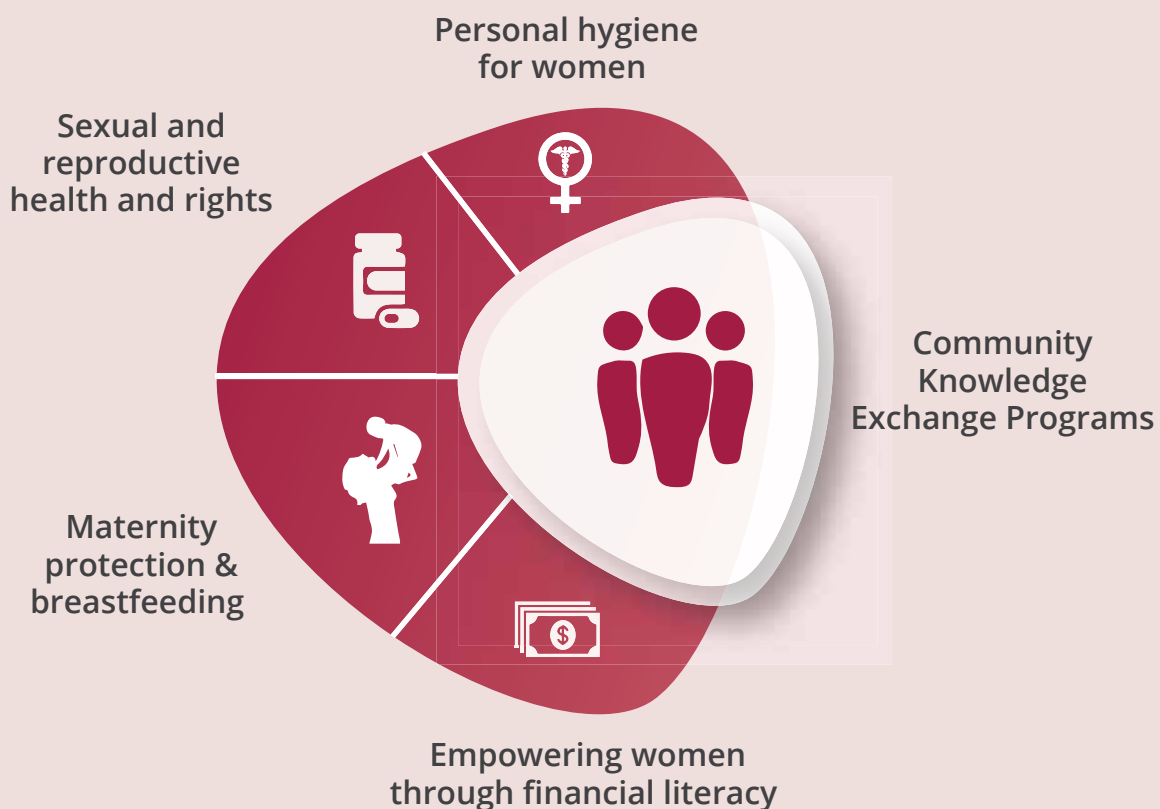 Personal hygiene
for women
Sexual and
reproductive
health and rights
Community
Knowledge
Exchange Programs
Maternity
protection &
breastfeeding
$
Empowering women
through financial literacy